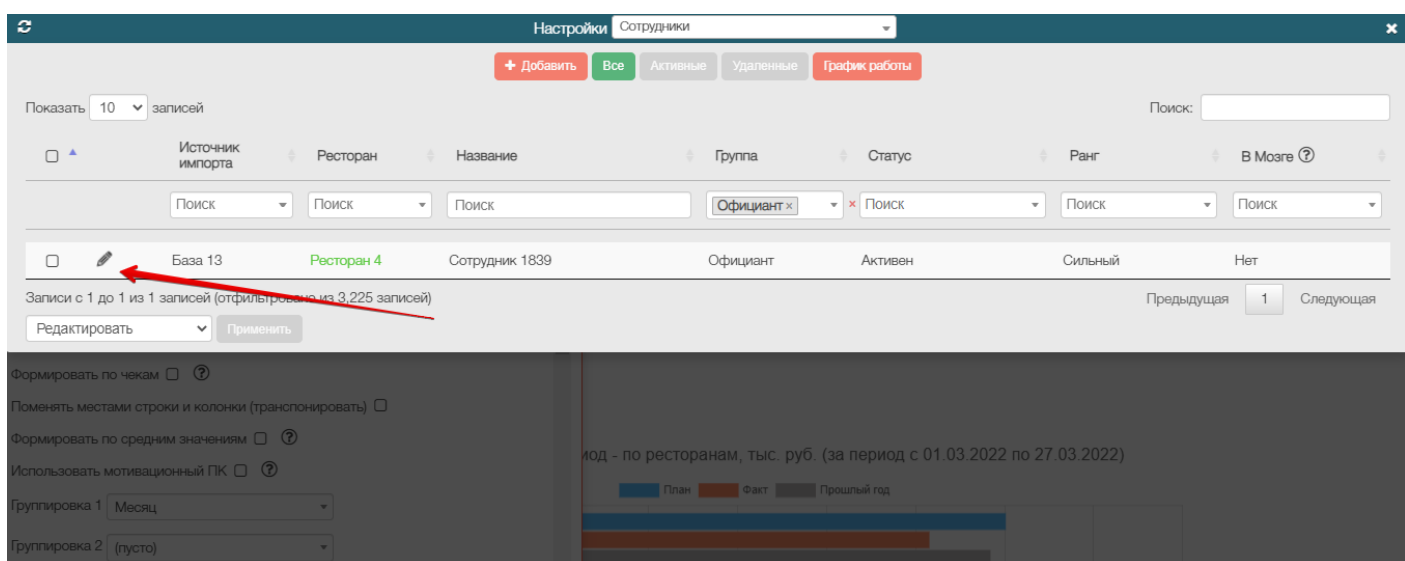 Настройки Сотрудники
+ Добавить Все Активные Удаленные График работы
Показать 10 записей Поиск:
Источник импорта Ресторан Название Группа Статус Ранг В Мозге ?
Поиск Поиск Поиск Официант × × Поиск Поиск Поиск
База 13 Ресторан 4 Сотрудник 1839 Официант Активен Сильный Нет
Записи с 1 до 1 из 1 записей (отфильтровано из 3,225 записей) Предыдущая 1 Следующая
Редактировать Применить
Формировать по чекам ?
Поменять местами строки и колонки (транспонировать)
Формировать по средним значениям ?
иод - по ресторанам, тыс. руб. (за период с 01.03.2022 по 27.03.2022)
Использовать мотивационный ПК ?
План Факт Прошлый год
Группировка 1 Месяц
Группировка 2 (пусто)